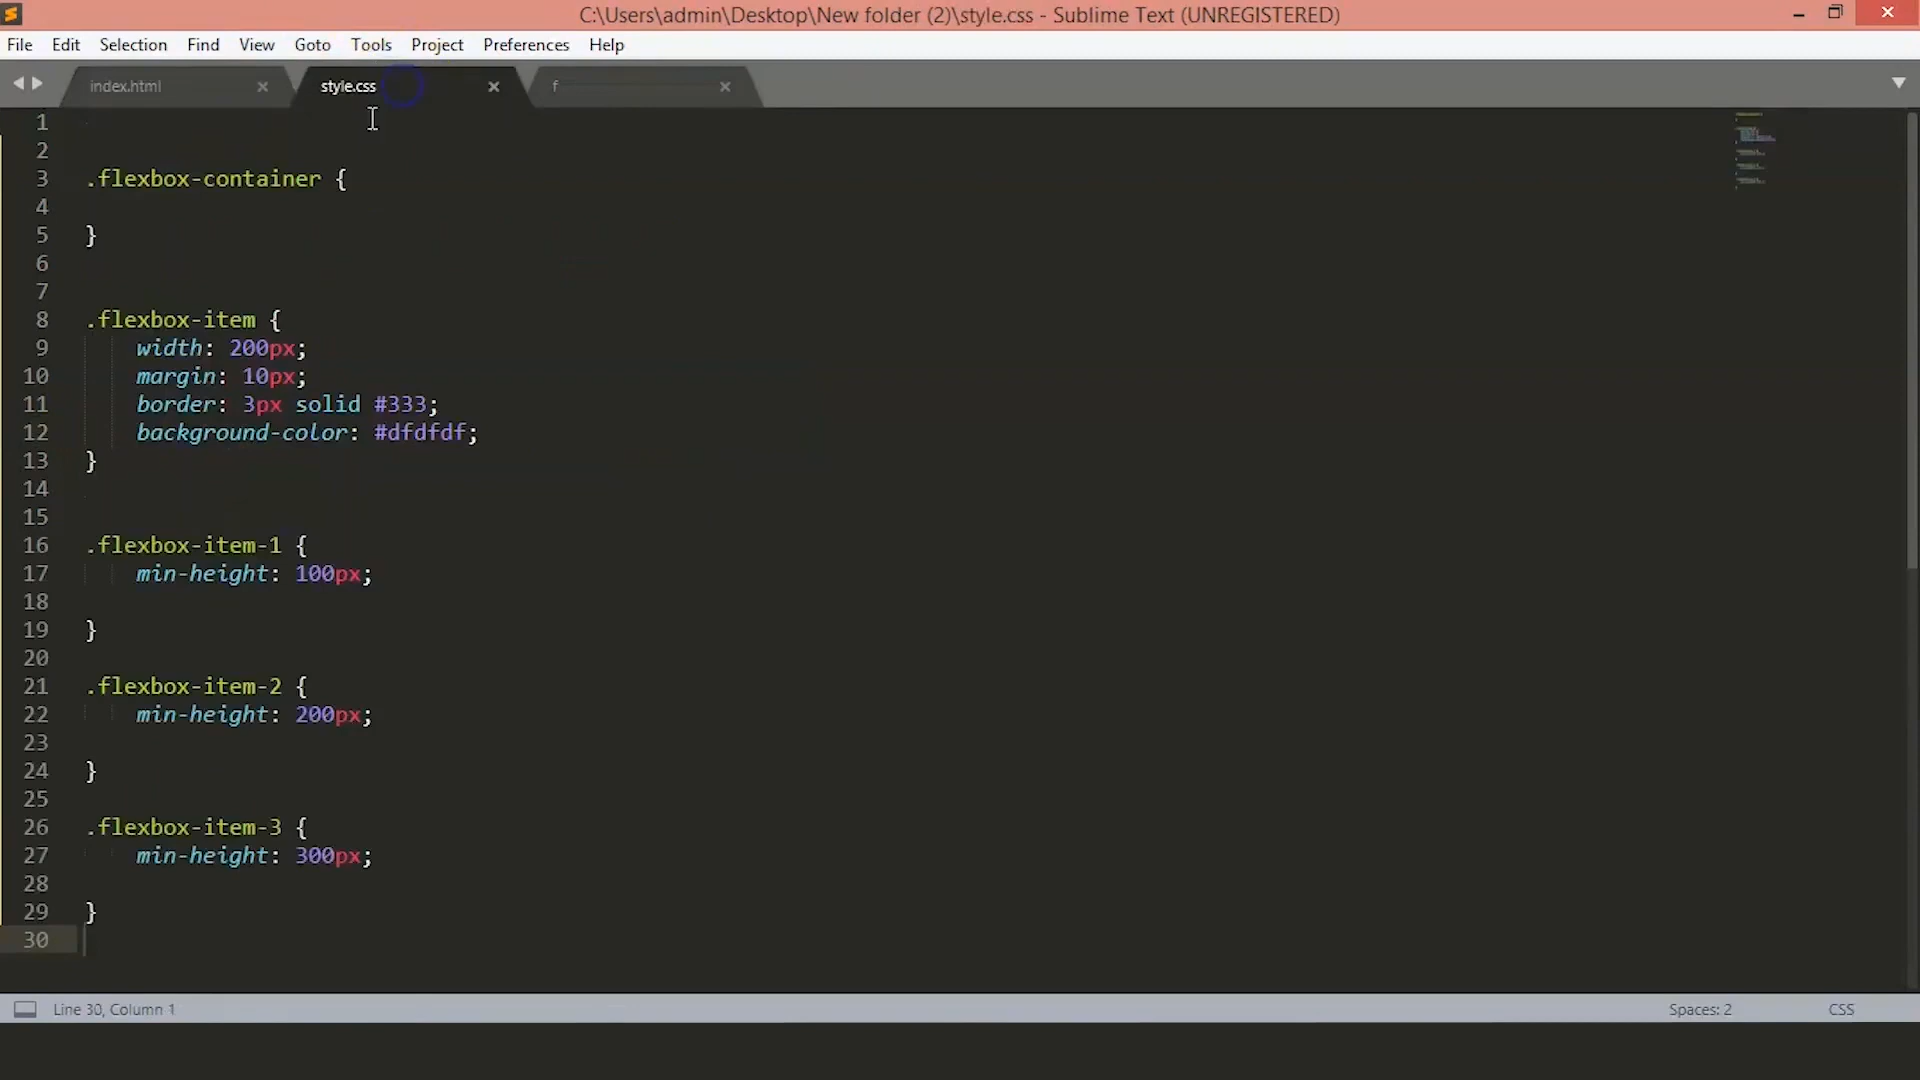 C:\Users\admin\Desktop\New folder (2)\style.css - Sublime Text (UNREGISTERED)
File Edit Selection Find View Goto Tools Project Preferences Help
index.html style.css f
1
2
3 .flexbox-container {
4
5 }
6
7
8 .flexbox-item {
9 width: 200px;
10 margin: 10px;
11 border: 3px solid #333;
12 background-color: #dfdfdf;
13 }
14
15
16 .flexbox-item-1 {
17 min-height: 100px;
18
19 }
20
21 .flexbox-item-2 {
22 min-height: 200px;
23
24 }
25
26 .flexbox-item-3 {
27 min-height: 300px;
28
29 }
30
Line 30, Column 1 Spaces: 2 CSS